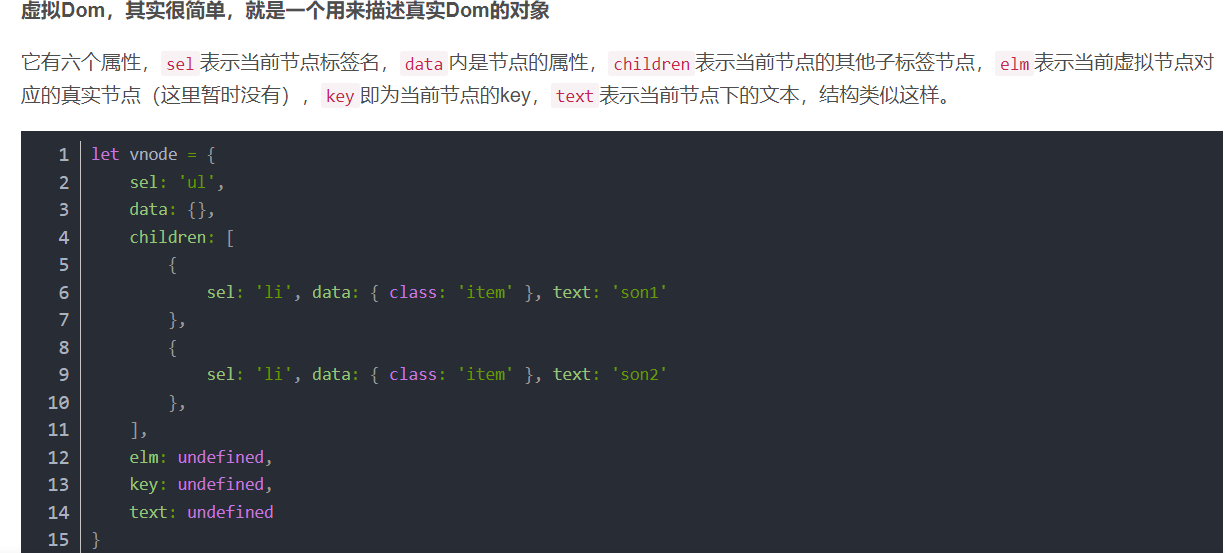 虚拟Dom，其实很简单，就是一个用来描述真实Dom的对象
它有六个属性，sel表示当前节点标签名，data内是节点的属性，children表示当前节点的其他子标签节点，elm表示当前虚拟节点对
应的真实节点（这里暂时没有），key即为当前节点的key，text表示当前节点下的文本，结构类似这样。
1 let vnode = {
2     sel: 'ul',
3     data: {},
4     children: [
5         {
6             sel: 'li', data: { class: 'item' }, text: 'son1'
7         },
8         {
9             sel: 'li', data: { class: 'item' }, text: 'son2'
10         },
11     ],
12     elm: undefined,
13     key: undefined,
14     text: undefined
15 }